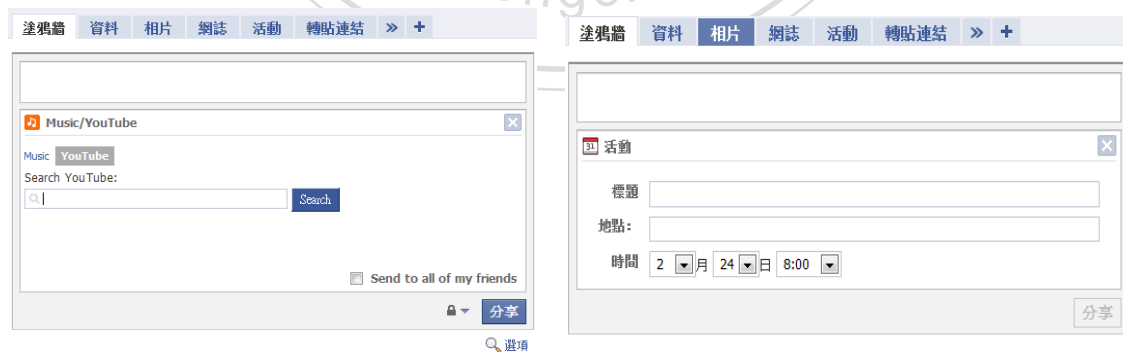 塗鴉牆 資料 相片 網誌 活動 轉貼連結 » +
Music/YouTube
Music YouTube
Search YouTube:
Search
Send to all of my friends
分享
選項
塗鴉牆 資料 相片 網誌 活動 轉貼連結 » +
31 活動
標題
地點：
時間 2 月 24 日 8:00
分享